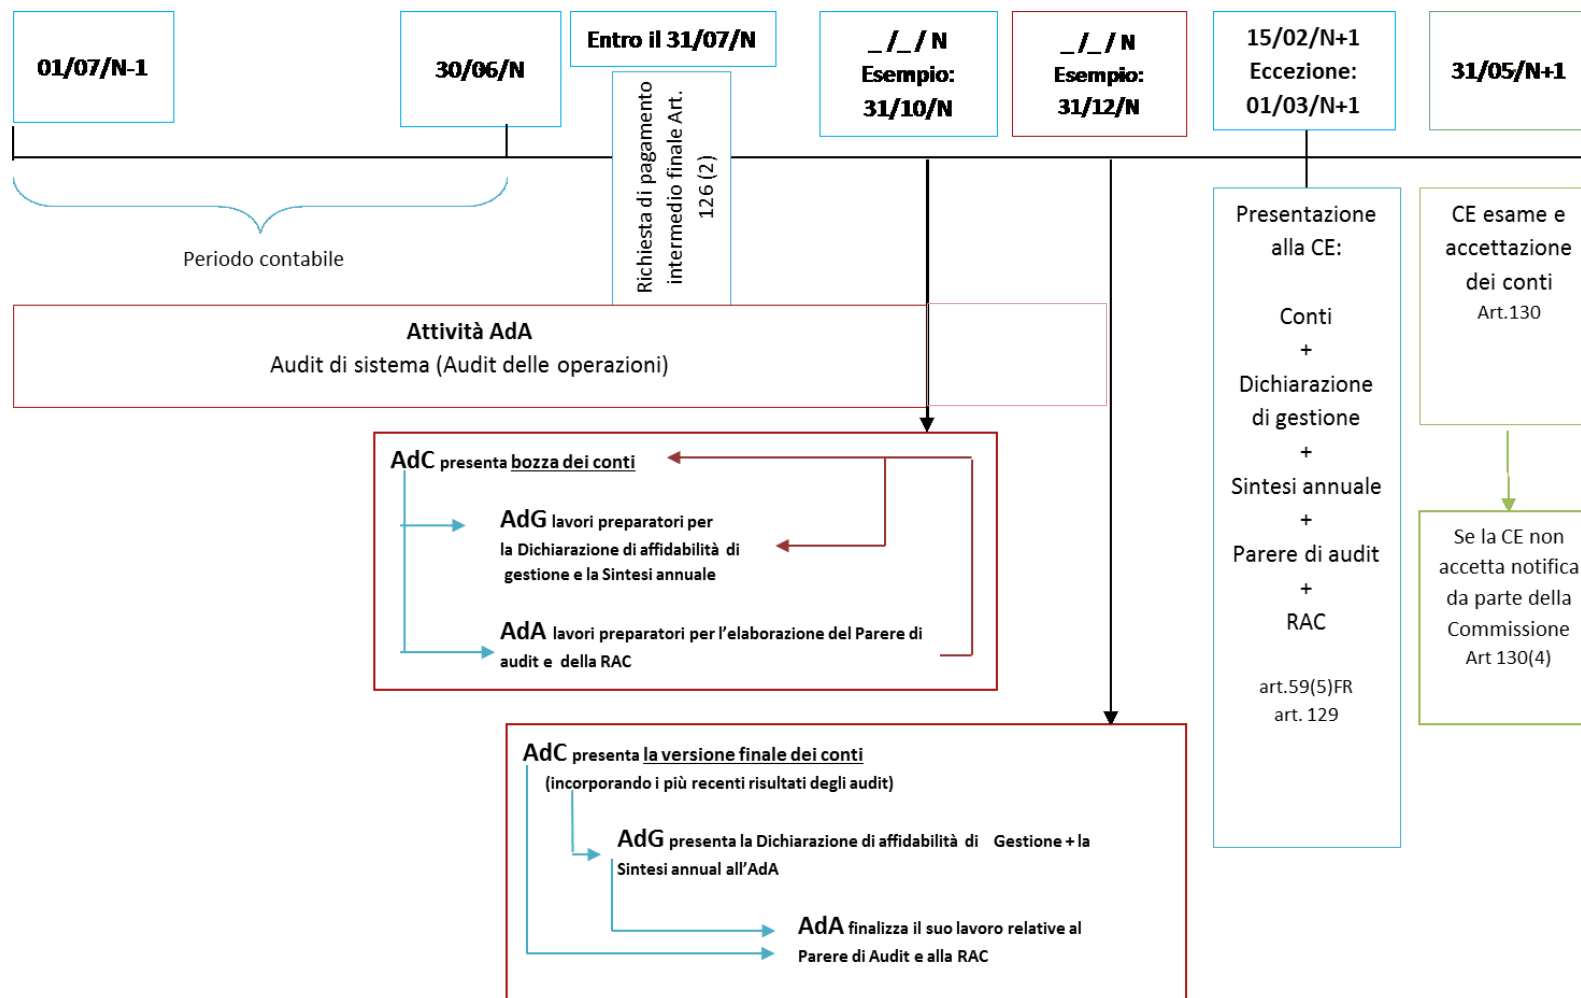 01/07/N-1
30/06/N
Entro il 31/07/N
_ /_ / N
Esempio:
31/10/N
_ /_ / N
Esempio:
31/12/N
15/02/N+1
Eccezione:
01/03/N+1
31/05/N+1
Richiesta di pagamento
intermedio finale Art.
126 (2)
Periodo contabile
Attività AdA
Audit di sistema (Audit delle operazioni)
AdC presenta bozza dei conti
AdG lavori preparatori per
la Dichiarazione di affidabilità di
gestione e la Sintesi annuale
AdA lavori preparatori per l'elaborazione del Parere di
audit e della RAC
AdC presenta la versione finale dei conti
(incorporando i più recenti risultati degli audit)
AdG presenta la Dichiarazione di affidabilità di Gestione + la
Sintesi annual all'AdA
AdA finalizza il suo lavoro relative al
Parere di Audit e alla RAC
Presentazione
alla CE:
Conti
+
Dichiarazione
di gestione
+
Sintesi annuale
+
Parere di audit
+
RAC
art.59(5)FR
art. 129
CE esame e
accettazione
dei conti
Art.130
Se la CE non
accetta notifica
da parte della
Commissione
Art 130(4)